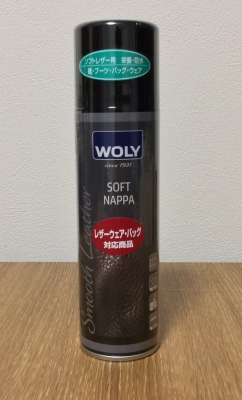 ソフトレザー用 栄養・防水
靴・ブーツ・バッグ・ウェア
WOLY
since 1931
SOFT
NAPPA
レザーウェア・バッグ
対応商品
Smooth Leather